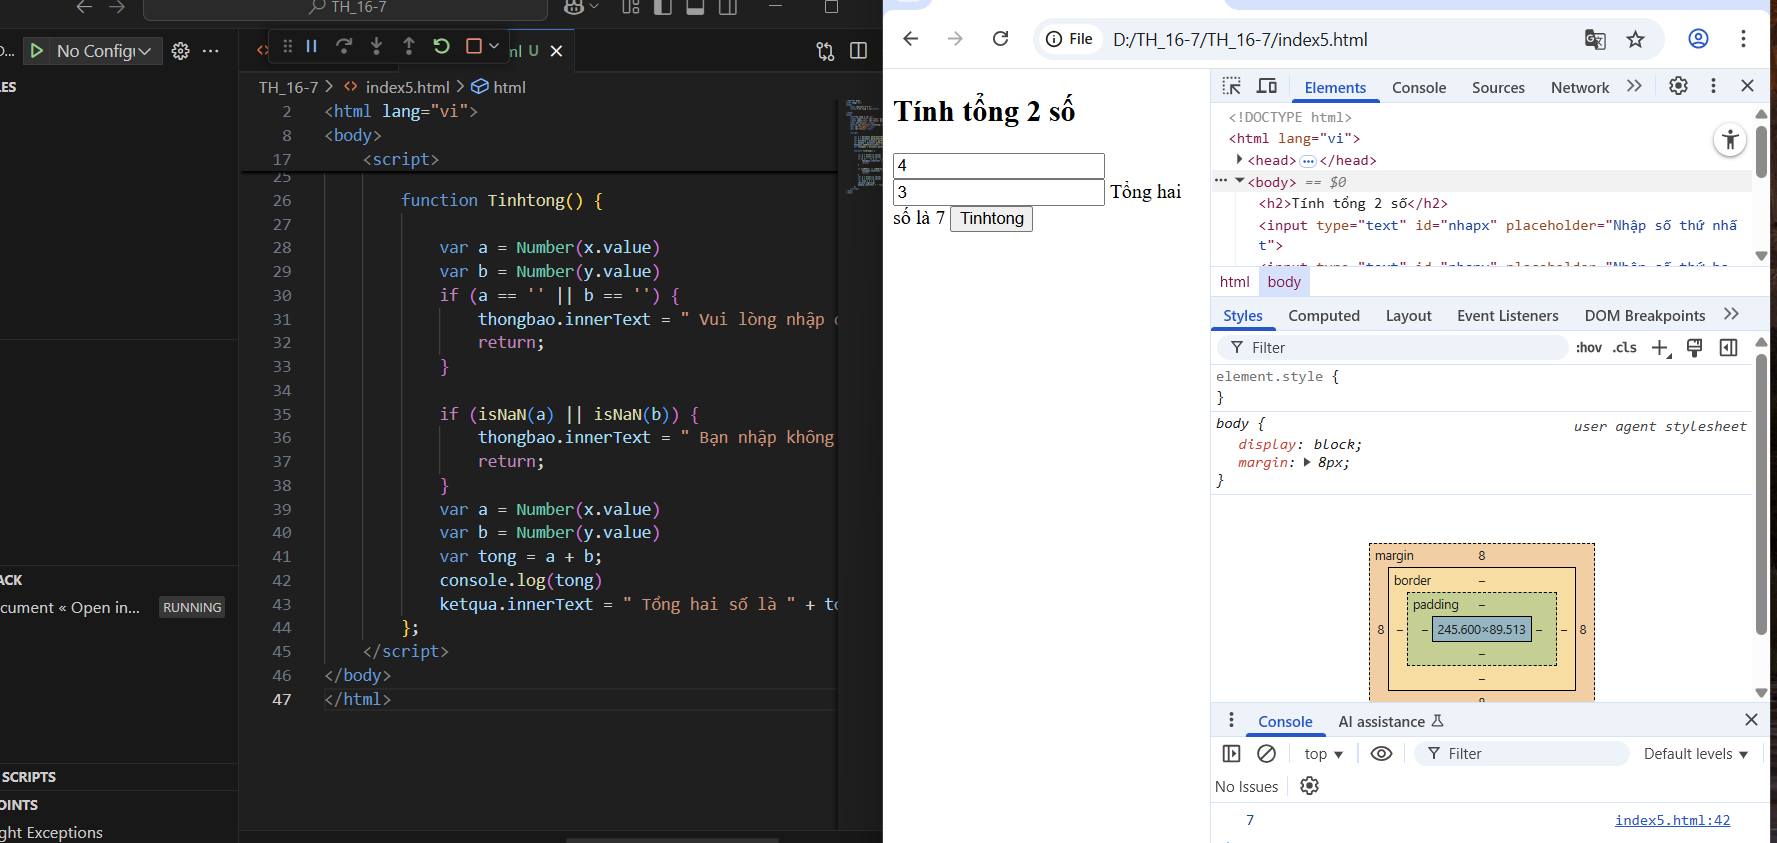 TH_16-7
D...
No Configu
LES
nl U
TH_16-7 > index5.html > html
2 <html lang="vi">
8 <body>
17 <script>
25
26 function Tinhtong() {
27
28 var a = Number(x.value)
29 var b = Number(y.value)
30 if (a == '' || b == '') {
31 thongbao.innerText = " Vui lòng nhập
32 return;
33 }
34
35 if (isNaN(a) || isNaN(b)) {
36 thongbao.innerText = " Bạn nhập không
37 return;
38 }
39 var a = Number(x.value)
40 var b = Number(y.value)
41 var tong = a + b;
42 console.log(tong)
43 ketqua.innerText = " Tổng hai số là " + to
44 };
45 </script>
46 </body>
47 </html>
ACK
cument « Open in... RUNNING
SCRIPTS
OINTS
ght Exceptions
File D:/TH_16-7/TH_16-7/index5.html
Tính tổng 2 số
4
3 Tổng hai
số là 7 Tinhtong
Elements Console Sources Network
<!DOCTYPE html>
<html lang="vi">
<head> ... </head>
... <body> == $0
<h2>Tính tổng 2 số</h2>
<input type="text" id="nhapx" placeholder="Nhập số thứ nhấ
t">
html body
Styles Computed Layout Event Listeners DOM Breakpoints
Filter :hov .cls
element.style {
}
body { user agent stylesheet
display: block;
margin: 8px;
}
margin 8
border –
padding –
8 – – 245.600×89.513 – – 8
–
–
Console AI assistance
top Filter Default levels
No Issues
7 index5.html:42